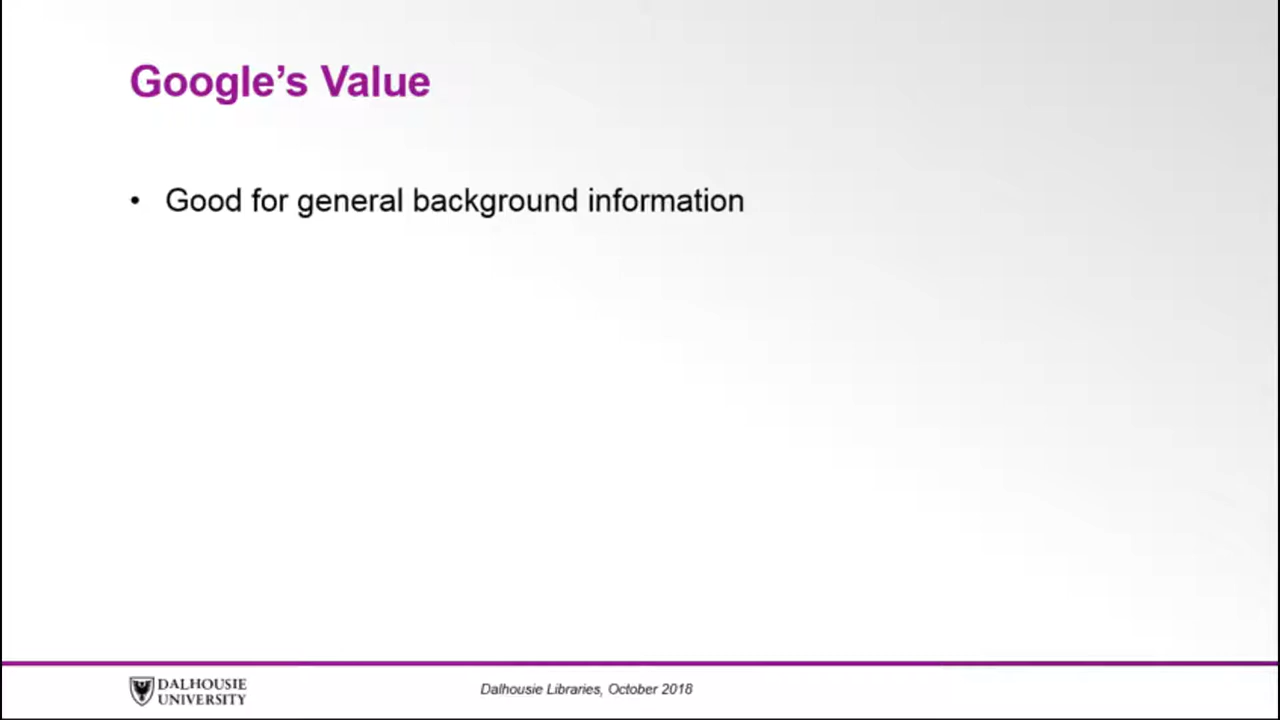 Google’s Value
• Good for general background information
DALHOUSIE
UNIVERSITY
Dalhousie Libraries, October 2018